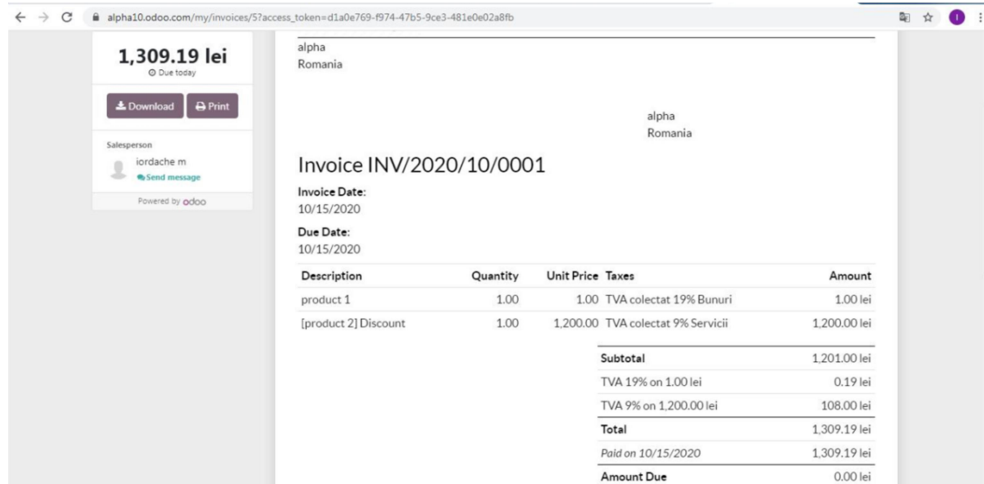 alpha10.odoo.com/my/invoices/5?access_token=d1a0e769-f974-47b5-9ce3-481e0e02a8fb
I
1,309.19 lei
Due today
Download
Print
Salesperson
iordache m
Send message
Powered by odoo
alpha
Romania
alpha
Romania
Invoice INV/2020/10/0001
Invoice Date:
10/15/2020
Due Date:
10/15/2020
Description Quantity Unit Price Taxes Amount
product 1 1.00 1.00 TVA colectat 19% Bunuri 1.00 lei
[product 2] Discount 1.00 1,200.00 TVA colectat 9% Servicii 1,200.00 lei
Subtotal 1,201.00 lei
TVA 19% on 1.00 lei 0.19 lei
TVA 9% on 1,200.00 lei 108.00 lei
Total 1,309.19 lei
Paid on 10/15/2020 1,309.19 lei
Amount Due 0.00 lei